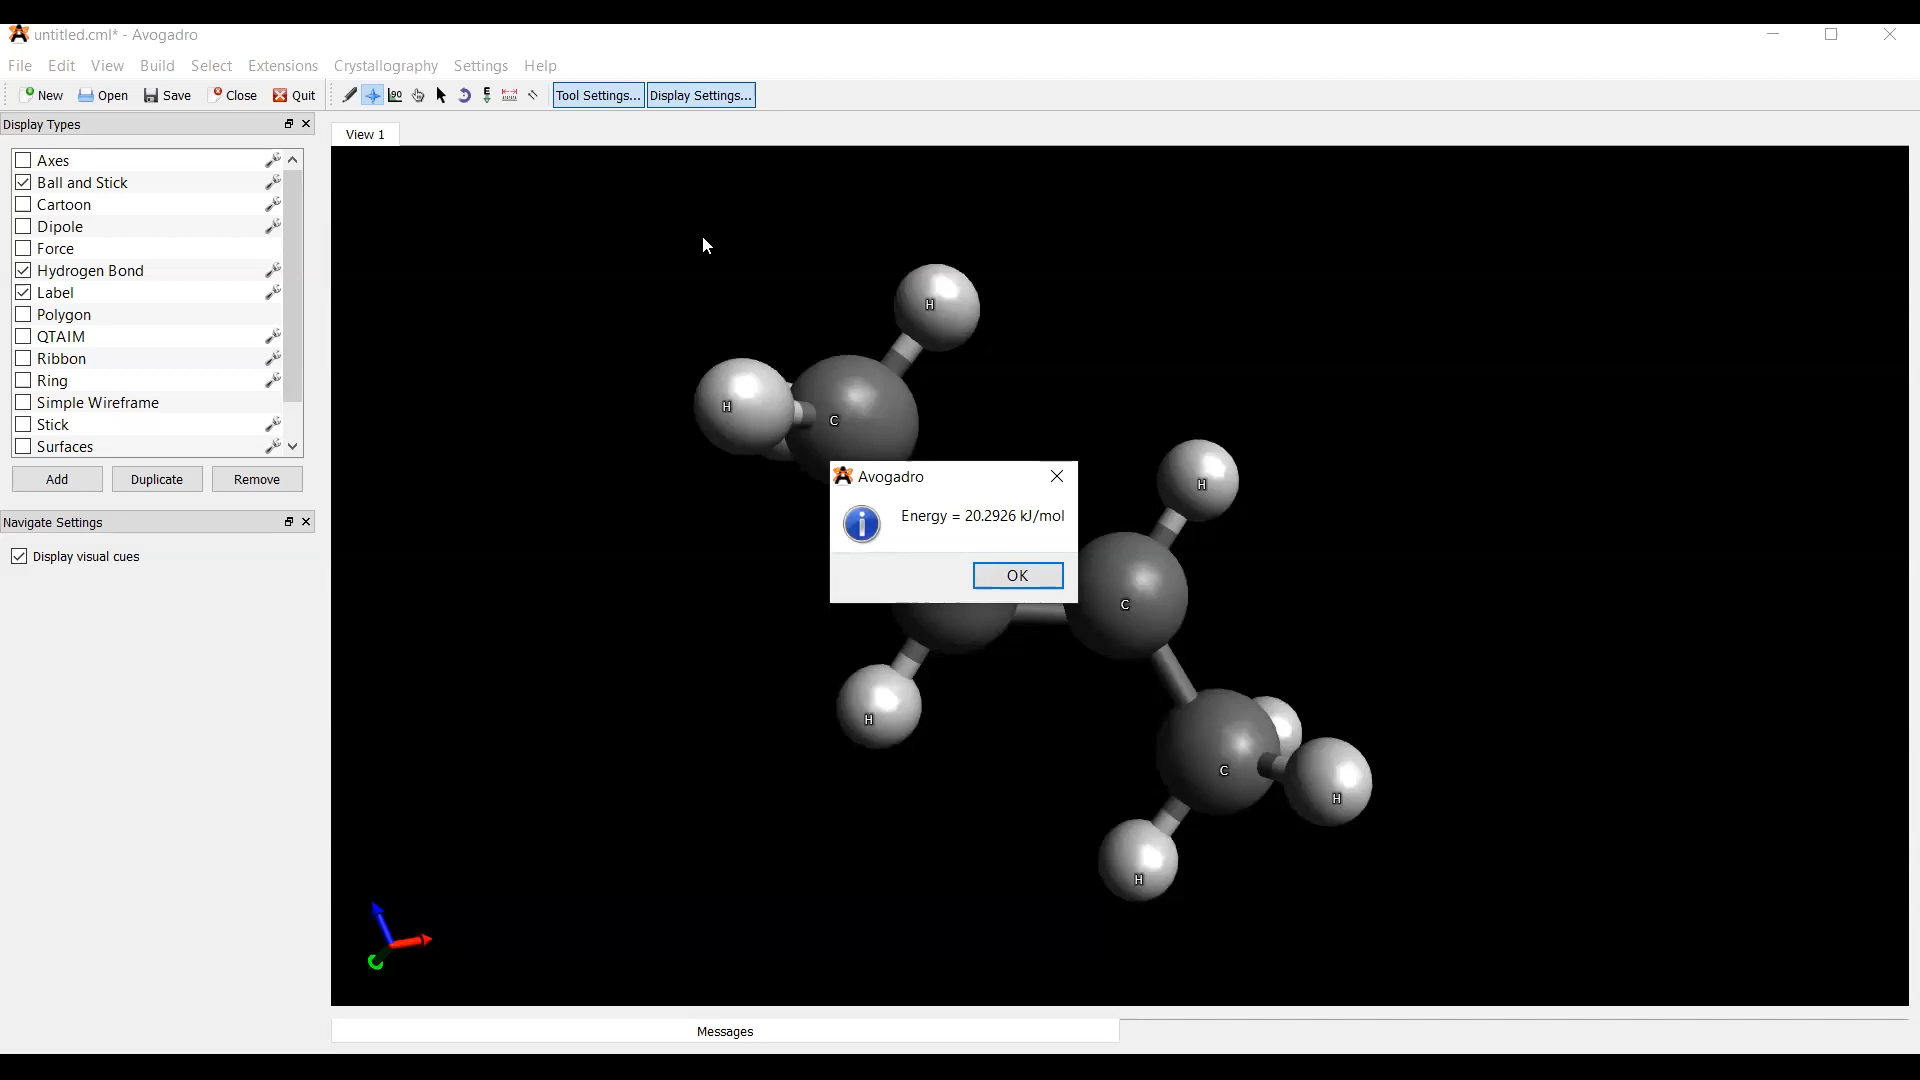 untitled.cml* - Avogadro
File Edit View Build Select Extensions Crystallography Settings Help
New Open Save Close Quit Tool Settings... Display Settings...
Display Types
View 1
Axes
Ball and Stick
Cartoon
Dipole
Force
Hydrogen Bond
Label
Polygon
QTAIM
Ribbon
Ring
Simple Wireframe
Stick
Surfaces
Add Duplicate Remove
Navigate Settings
Display visual cues
H
H
C
Avogadro
Energy = 20.2926 kJ/mol
OK
H
C
H
C
H
H
Messages